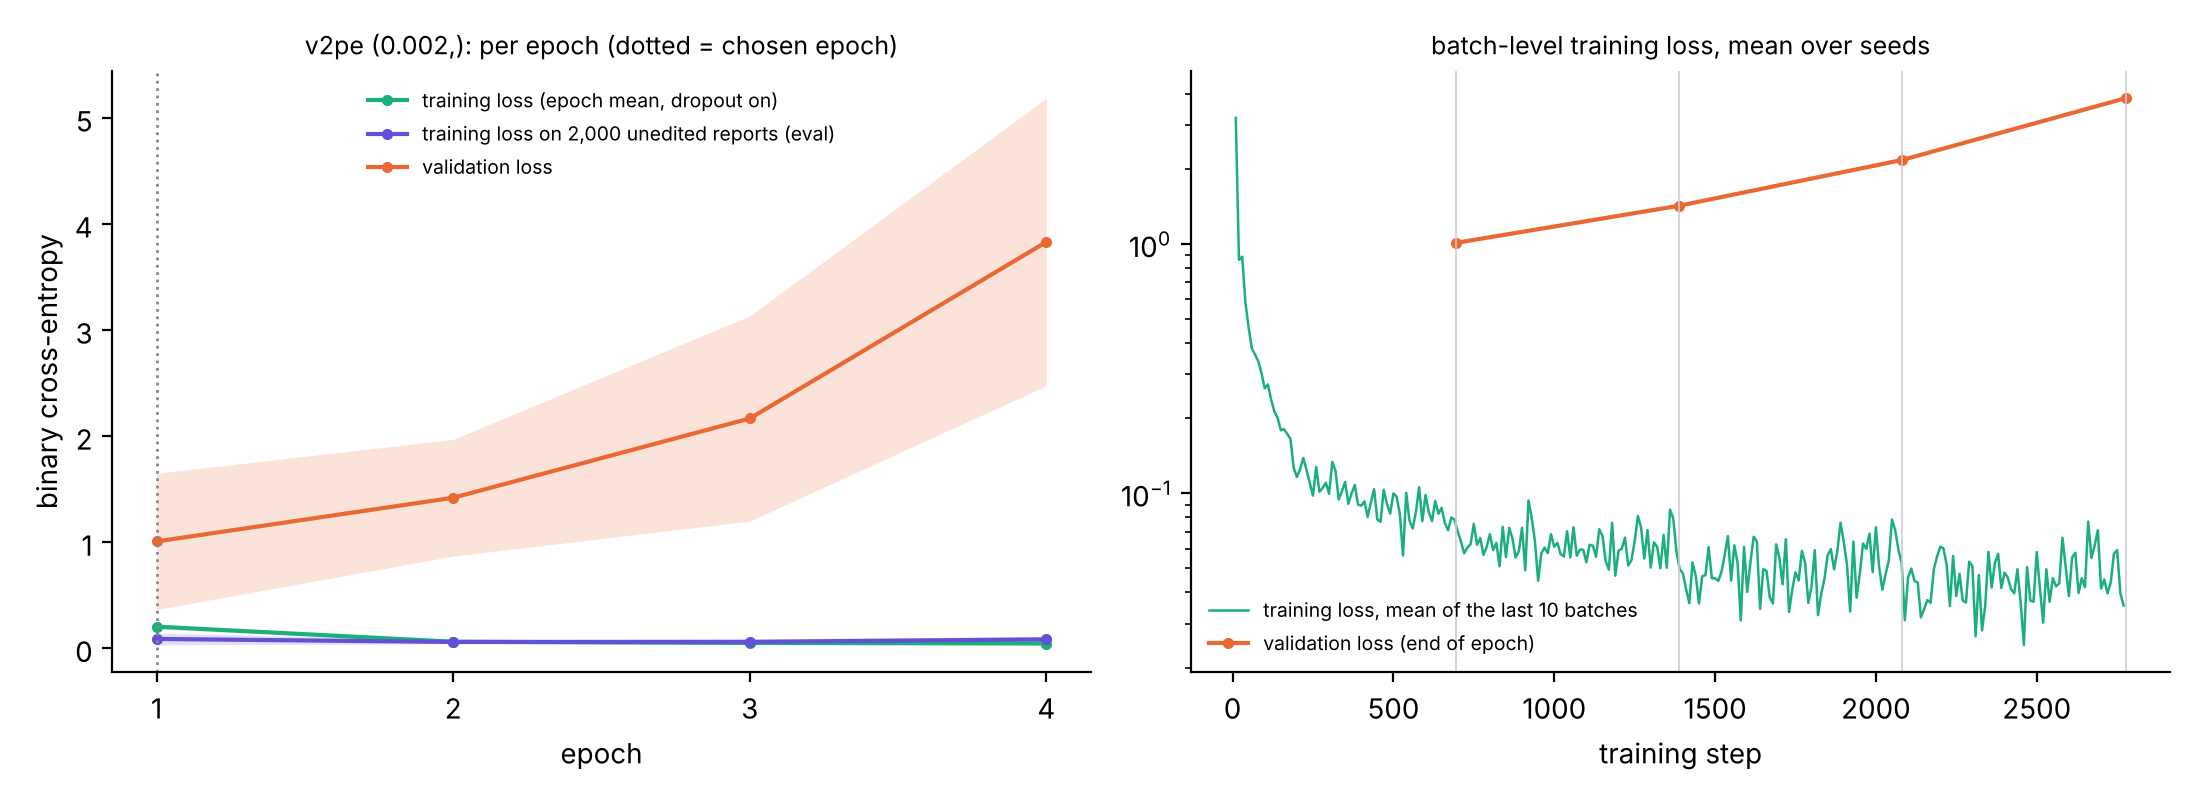 v2pe (0.002,): per epoch (dotted = chosen epoch)
training loss (epoch mean, dropout on)
training loss on 2,000 unedited reports (eval)
validation loss
binary cross-entropy
5
4
3
2
1
0
1 2 3 4
epoch
batch-level training loss, mean over seeds
10⁰
10⁻¹
training loss, mean of the last 10 batches
validation loss (end of epoch)
0 500 1000 1500 2000 2500
training step